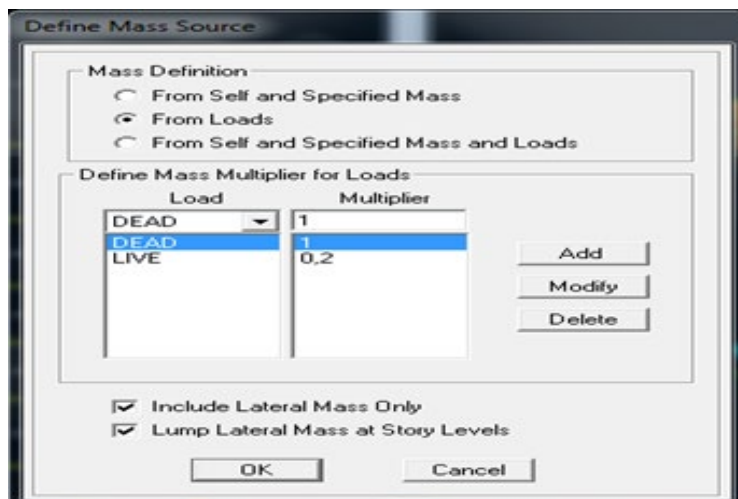 Define Mass Source
Mass Definition
From Self and Specified Mass
From Loads
From Self and Specified Mass and Loads
Define Mass Multiplier for Loads
Load Multiplier
DEAD 1
DEAD 1
LIVE 0,2
Add
Modify
Delete
Include Lateral Mass Only
Lump Lateral Mass at Story Levels
OK Cancel